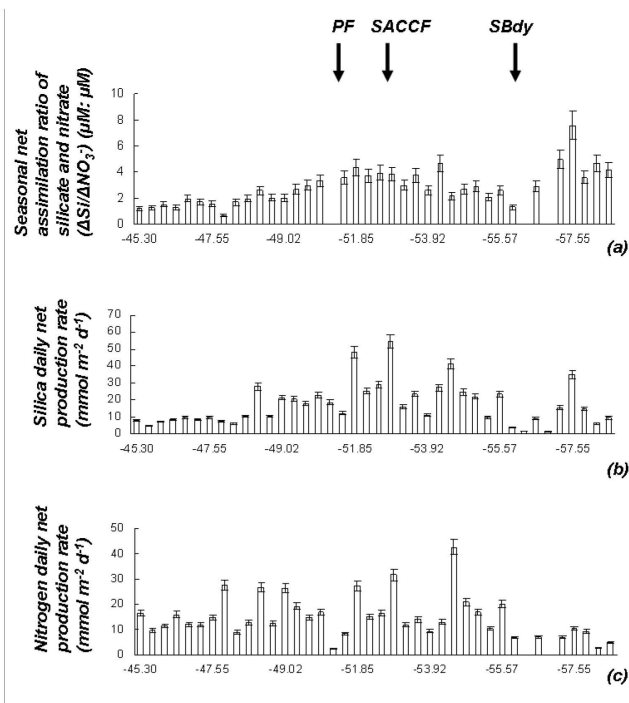 PF SACCF SBdy
Seasonal net
assimilation ratio of
silicate and nitrate
(ΔSi/ΔNO₃⁻) (μM: μM)
10
8
6
4
2
0
-45.30 -47.55 -49.02 -51.85 -53.92 -55.57 -57.55
(a)
Silica daily net
production rate
(mmol m⁻² d⁻¹)
70
60
50
40
30
20
10
0
-45.30 -47.55 -49.02 -51.85 -53.92 -55.57 -57.55
(b)
Nitrogen daily net
production rate
(mmol m⁻² d⁻¹)
50
40
30
20
10
0
-45.30 -47.55 -49.02 -51.85 -53.92 -55.57 -57.55
(c)